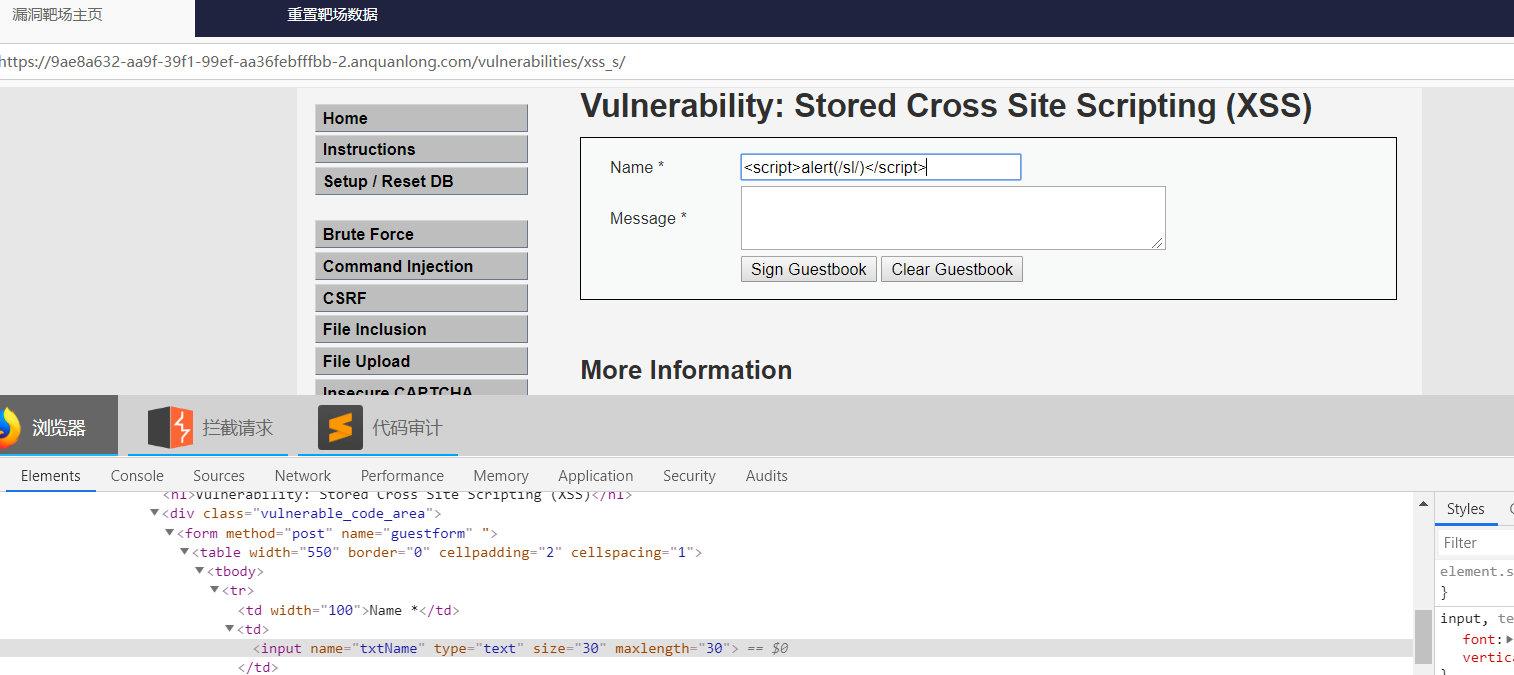 漏洞靶场主页 重置靶场数据
https://9ae8a632-aa9f-39f1-99ef-aa36febfffbb-2.anquanlong.com/vulnerabilities/xss_s/
Vulnerability: Stored Cross Site Scripting (XSS)
Home
Instructions
Setup / Reset DB
Brute Force
Command Injection
CSRF
File Inclusion
File Upload
Insecure CAPTCHA
Name * <script>alert(/sl/)</script>
Message *
Sign Guestbook Clear Guestbook
More Information
浏览器 拦截请求 代码审计
Elements Console Sources Network Performance Memory Application Security Audits
<h1>Vulnerability: Stored Cross Site Scripting (XSS)</h1>
<div class="vulnerable_code_area">
<form method="post" name="guestform" ">
<table width="550" border="0" cellpadding="2" cellspacing="1">
<tbody>
<tr>
<td width="100">Name *</td>
<td>
<input name="txtName" type="text" size="30" maxlength="30"> == $0
</td>
Styles
Filter
element.s
}
input, te
font:
vertica